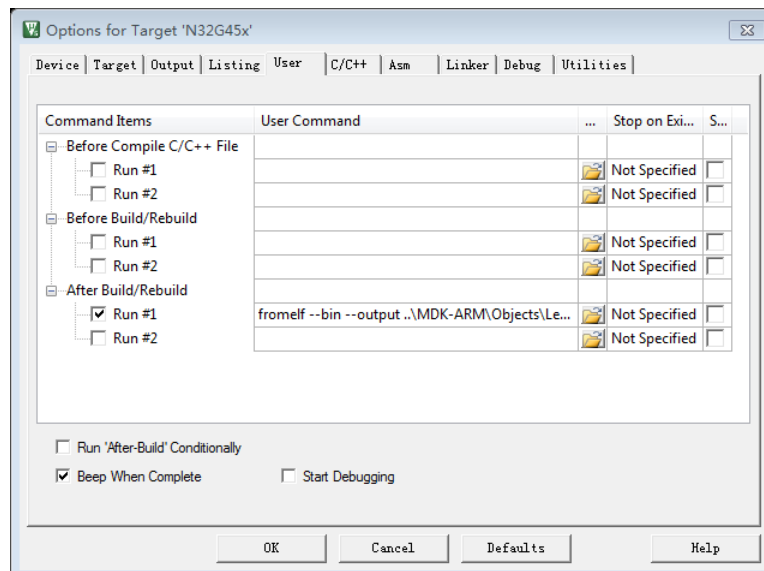 Options for Target 'N32G45x'
Device Target Output Listing User C/C++ Asm Linker Debug Utilities
Command Items User Command ... Stop on Exi... S...
Before Compile C/C++ File
Run #1 Not Specified
Run #2 Not Specified
Before Build/Rebuild
Run #1 Not Specified
Run #2 Not Specified
After Build/Rebuild
Run #1 fromelf --bin --output ..\MDK-ARM\Objects\Le... Not Specified
Run #2 Not Specified
Run 'After-Build' Conditionally
Beep When Complete Start Debugging
OK Cancel Defaults Help